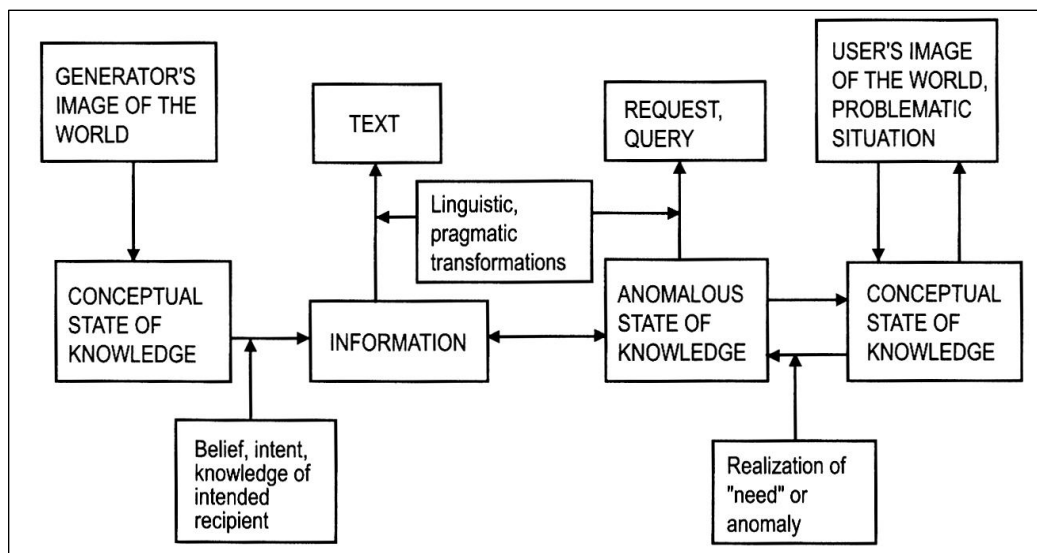 GENERATOR'S
IMAGE OF THE
WORLD
TEXT
REQUEST,
QUERY
USER'S IMAGE
OF THE WORLD,
PROBLEMATIC
SITUATION
Linguistic,
pragmatic
transformations
CONCEPTUAL
STATE OF
KNOWLEDGE
INFORMATION
ANOMALOUS
STATE OF
KNOWLEDGE
CONCEPTUAL
STATE OF
KNOWLEDGE
Belief, intent,
knowledge of
intended
recipient
Realization of
"need" or
anomaly